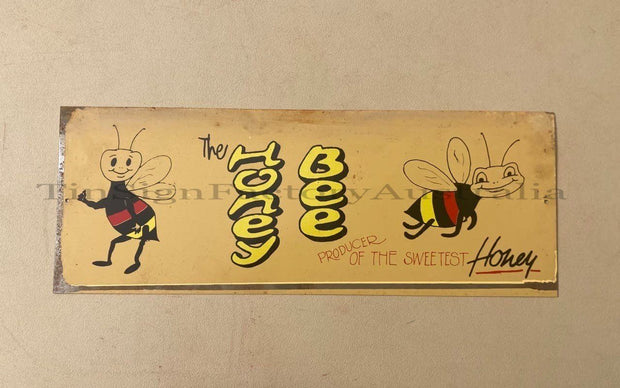 The
Honey
Bee
PRODUCER
OF THE SWEETEST Honey
TinSignFactoryAustralia